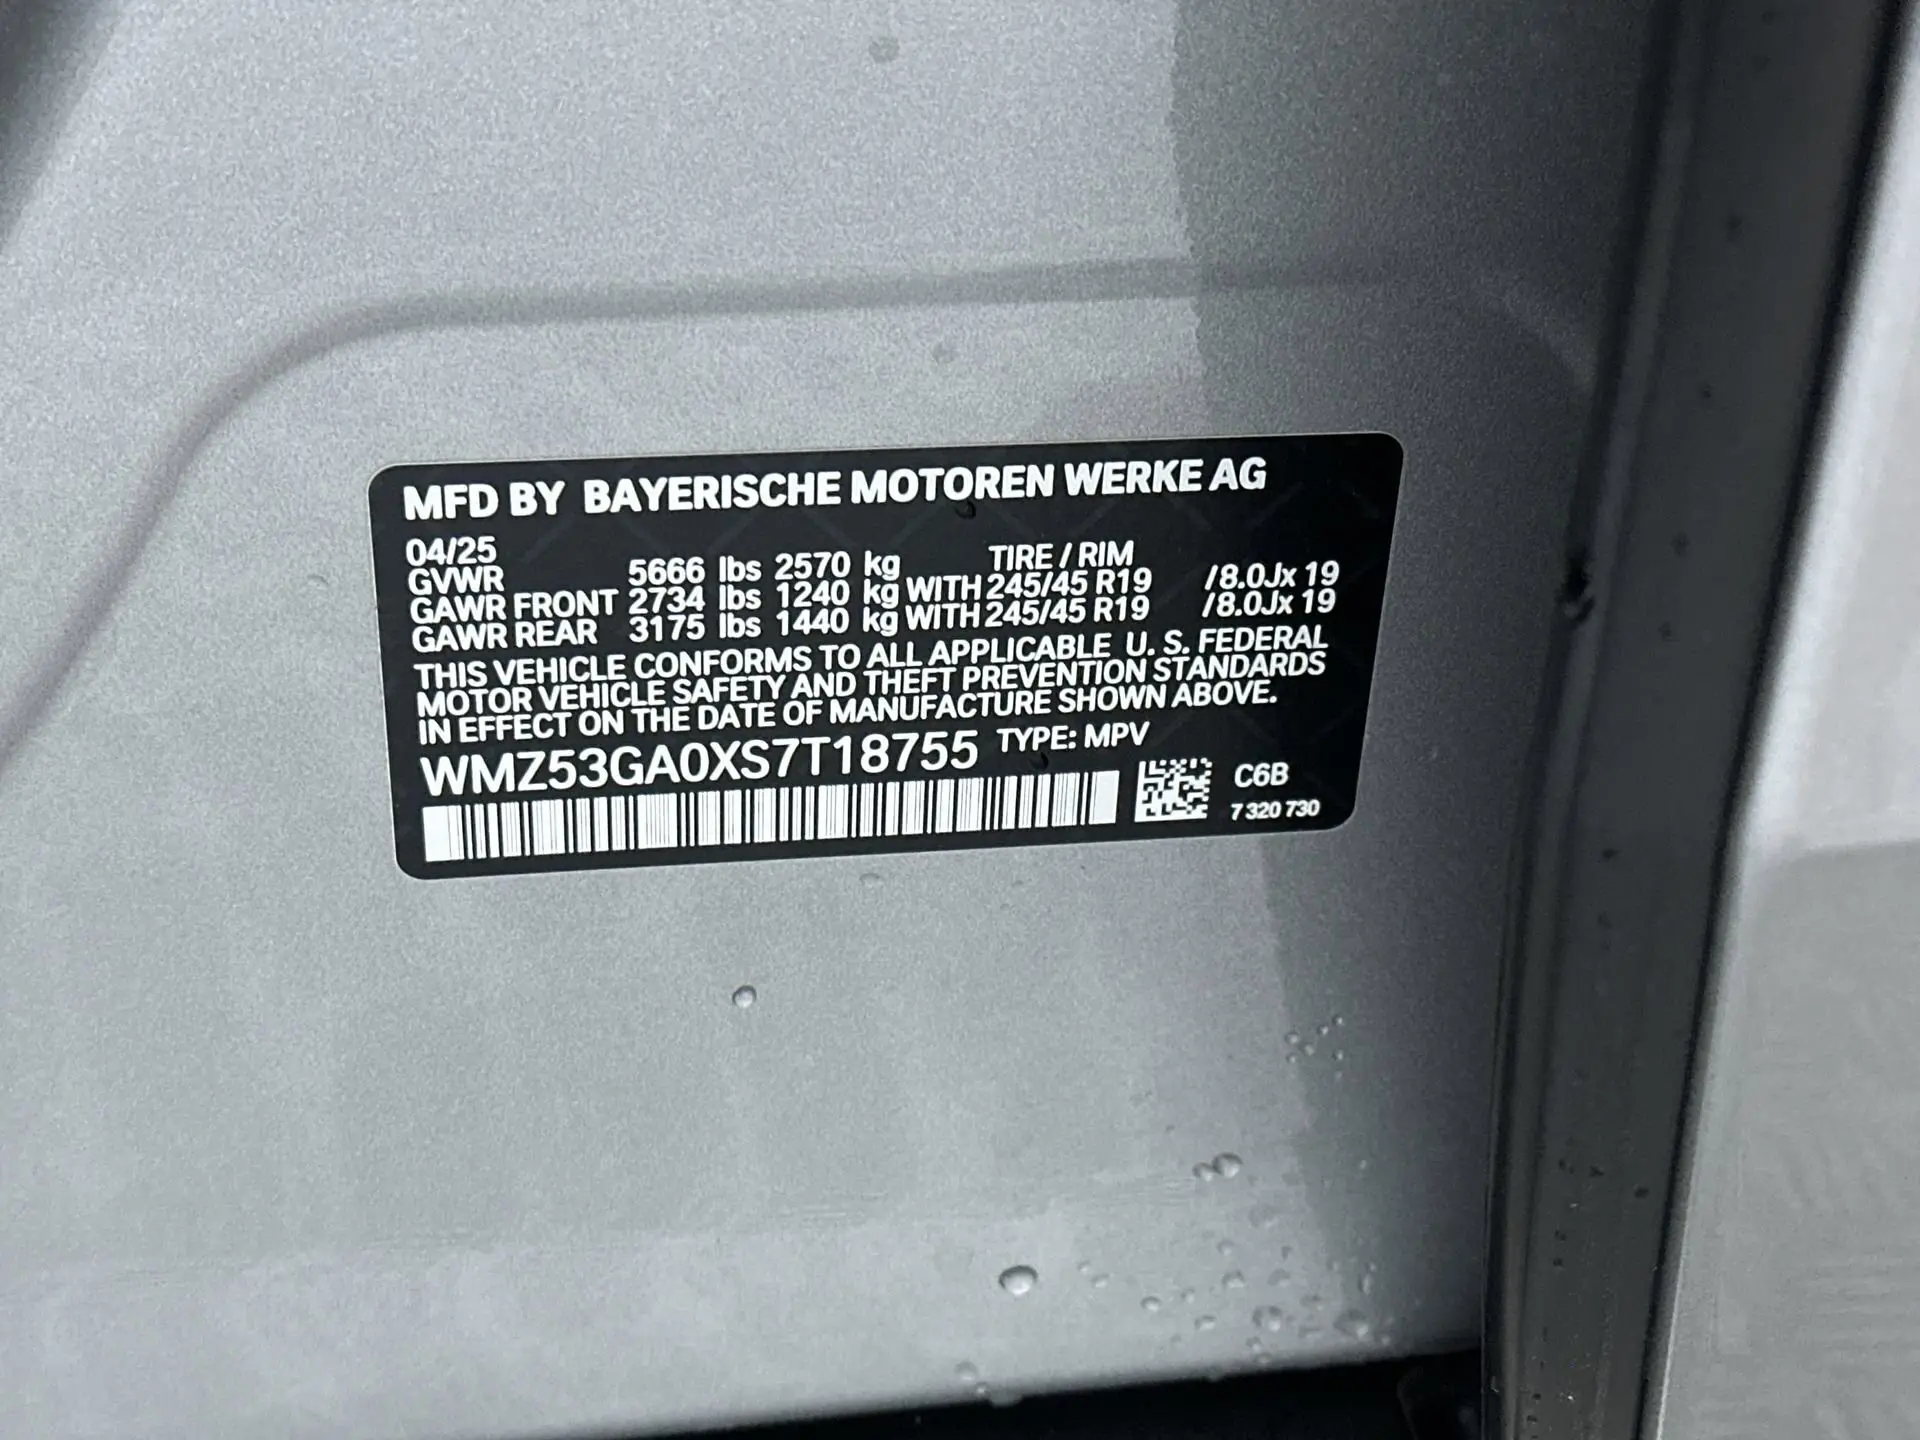 MFD BY BAYERISCHE MOTOREN WERKE AG
04/25 TIRE / RIM
GVWR 5666 lbs 2570 kg
GAWR FRONT 2734 lbs 1240 kg WITH 245/45 R19 /8.0Jx 19
GAWR REAR 3175 lbs 1440 kg WITH 245/45 R19 /8.0Jx 19
THIS VEHICLE CONFORMS TO ALL APPLICABLE U. S. FEDERAL
MOTOR VEHICLE SAFETY AND THEFT PREVENTION STANDARDS
IN EFFECT ON THE DATE OF MANUFACTURE SHOWN ABOVE.
WMZ53GA0XS7T18755 TYPE: MPV
C6B
7 320 730